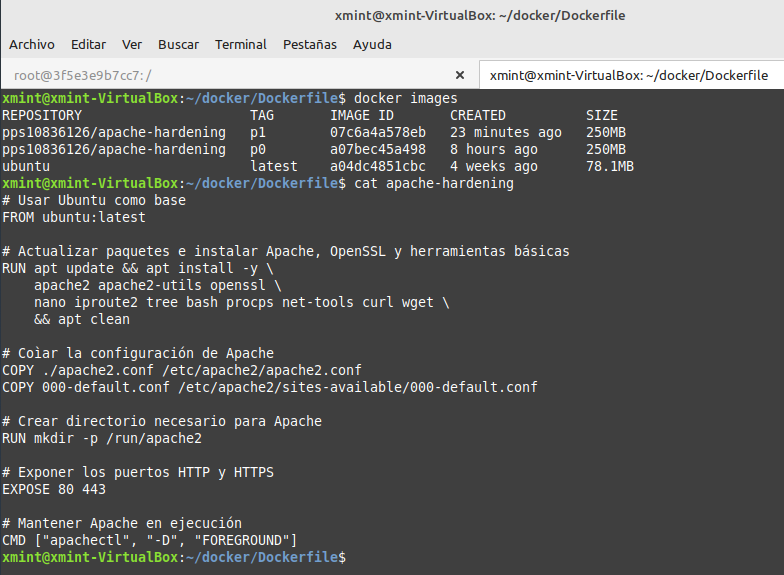 xmint@xmint-VirtualBox: ~/docker/Dockerfile
Archivo Editar Ver Buscar Terminal Pestañas Ayuda
root@3f5e3e9b7cc7: / × xmint@xmint-VirtualBox: ~/docker/Dockerfile
xmint@xmint-VirtualBox:~/docker/Dockerfile$ docker images
REPOSITORY                     TAG       IMAGE ID       CREATED          SIZE
pps10836126/apache-hardening   p1        07c6a4a578eb   23 minutes ago   250MB
pps10836126/apache-hardening   p0        a07bec45a498   8 hours ago      250MB
ubuntu                         latest    a04dc4851cbc   4 weeks ago      78.1MB
xmint@xmint-VirtualBox:~/docker/Dockerfile$ cat apache-hardening
# Usar Ubuntu como base
FROM ubuntu:latest

# Actualizar paquetes e instalar Apache, OpenSSL y herramientas básicas
RUN apt update && apt install -y \
    apache2 apache2-utils openssl \
    nano iproute2 tree bash procps net-tools curl wget \
    && apt clean

# Coìar la configuración de Apache
COPY ./apache2.conf /etc/apache2/apache2.conf
COPY 000-default.conf /etc/apache2/sites-available/000-default.conf

# Crear directorio necesario para Apache
RUN mkdir -p /run/apache2

# Exponer los puertos HTTP y HTTPS
EXPOSE 80 443

# Mantener Apache en ejecución
CMD ["apachectl", "-D", "FOREGROUND"]
xmint@xmint-VirtualBox:~/docker/Dockerfile$